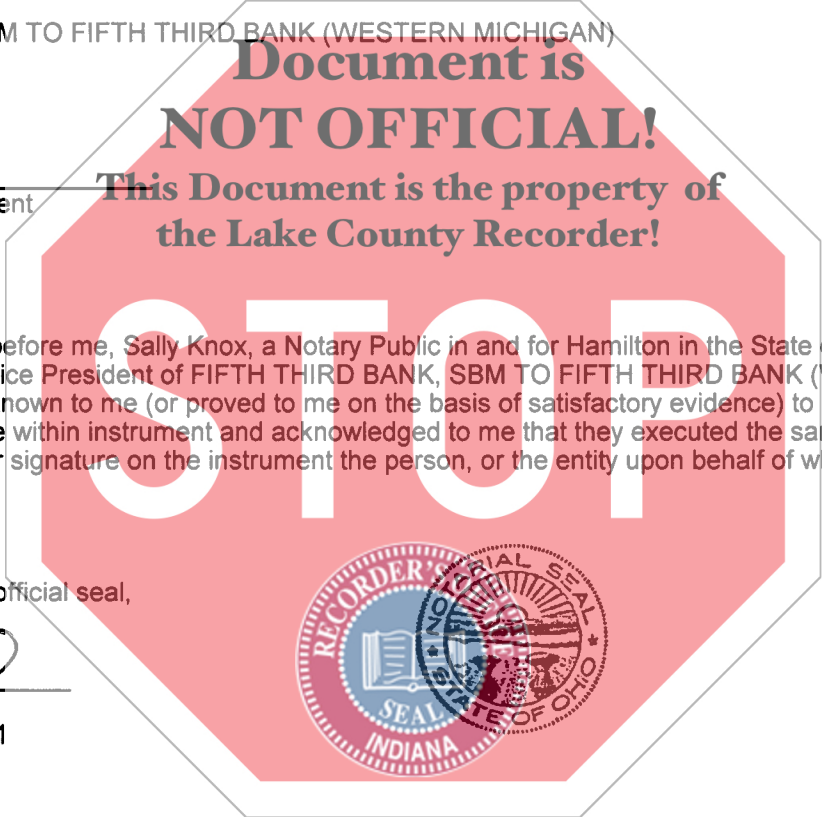 M TO FIFTH THIRD BANK (WESTERN MICHIGAN)
Document is
NOT OFFICIAL!
This Document is the property of
ent
the Lake County Recorder!
STOP
efore me, Sally Knox, a Notary Public in and for Hamilton in the State
ice President of FIFTH THIRD BANK, SBM TO FIFTH THIRD BANK (
nown to me (or proved to me on the basis of satisfactory evidence) to
within instrument and acknowledged to me that they executed the sa
signature on the instrument the person, or the entity upon behalf of w
official seal,
RECORDER'S
SEAL
INDIANA
SEAL
STATE OF OHIO
1